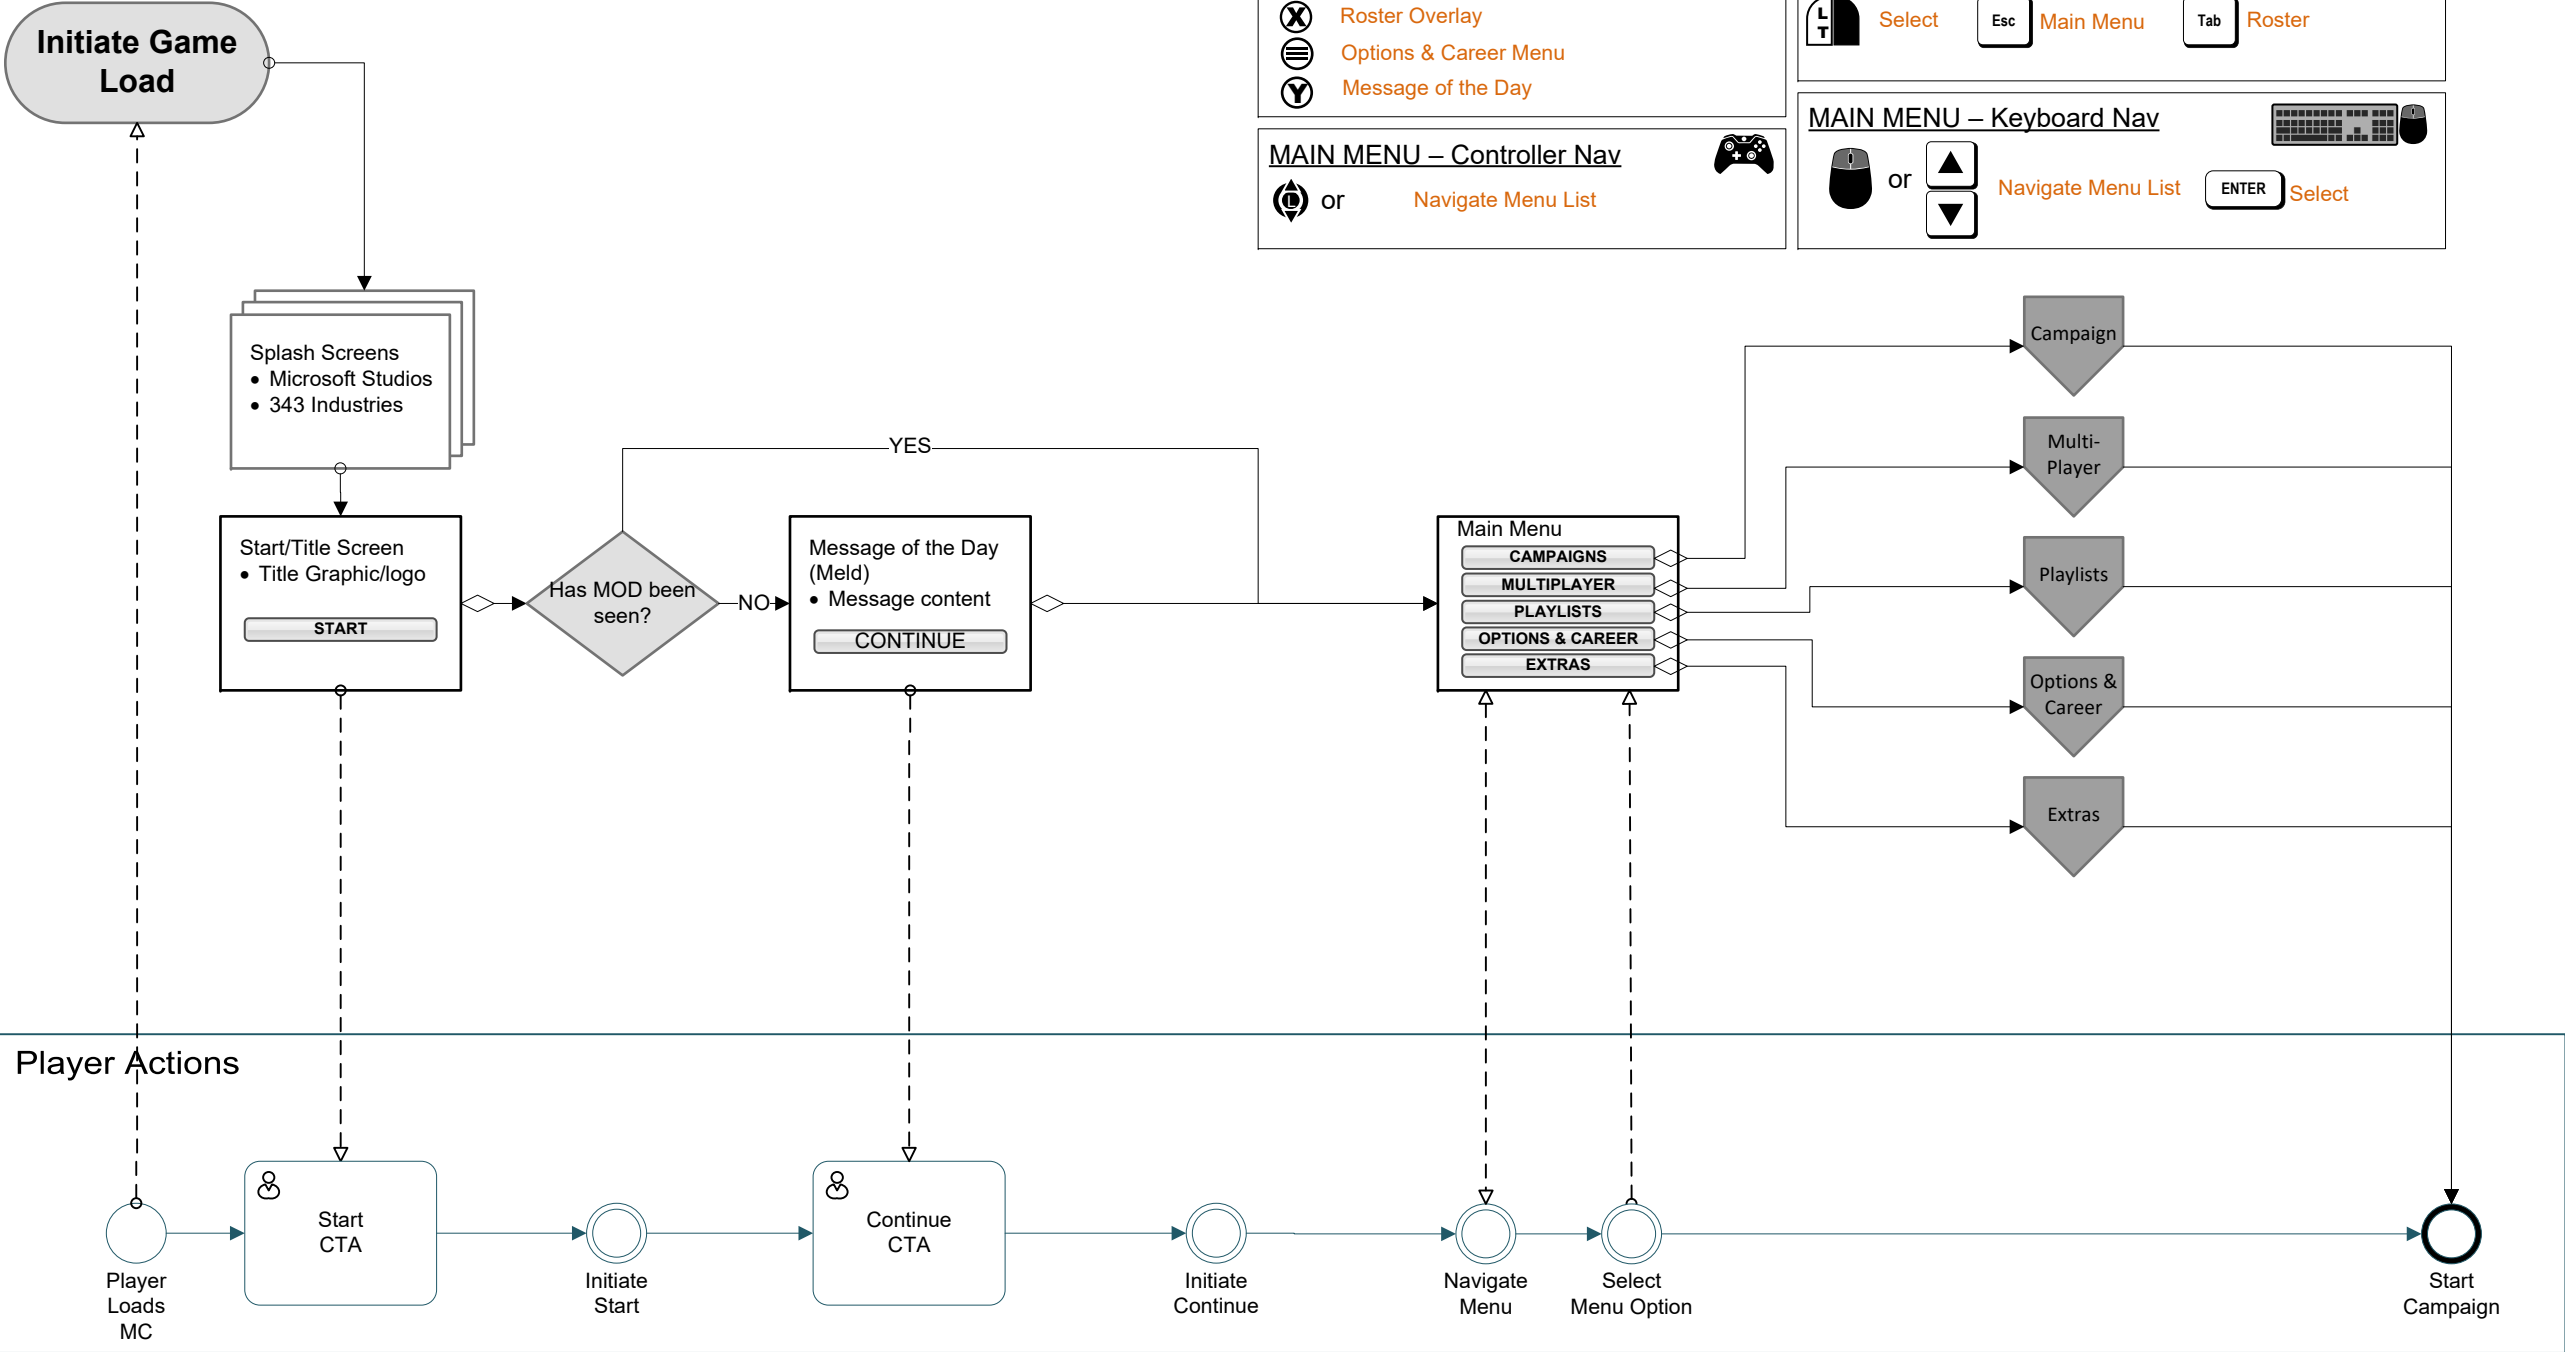 Initiate Game
Load
X
Roster Overlay
Options & Career Menu
Y
Message of the Day
L
T
Select
Esc
Main Menu
Tab
Roster
MAIN MENU – Controller Nav
L
or
Navigate Menu List
MAIN MENU – Keyboard Nav
or
Navigate Menu List
ENTER
Select
Splash Screens
• Microsoft Studios
• 343 Industries
Start/Title Screen
• Title Graphic/logo
START
Has MOD been
seen?
YES
NO
Message of the Day
(Meld)
• Message content
CONTINUE
Main Menu
CAMPAIGNS
MULTIPLAYER
PLAYLISTS
OPTIONS & CAREER
EXTRAS
Campaign
Multi-
Player
Playlists
Options &
Career
Extras
Player Actions
Player
Loads
MC
Start
CTA
Initiate
Start
Continue
CTA
Initiate
Continue
Navigate
Menu
Select
Menu Option
Start
Campaign